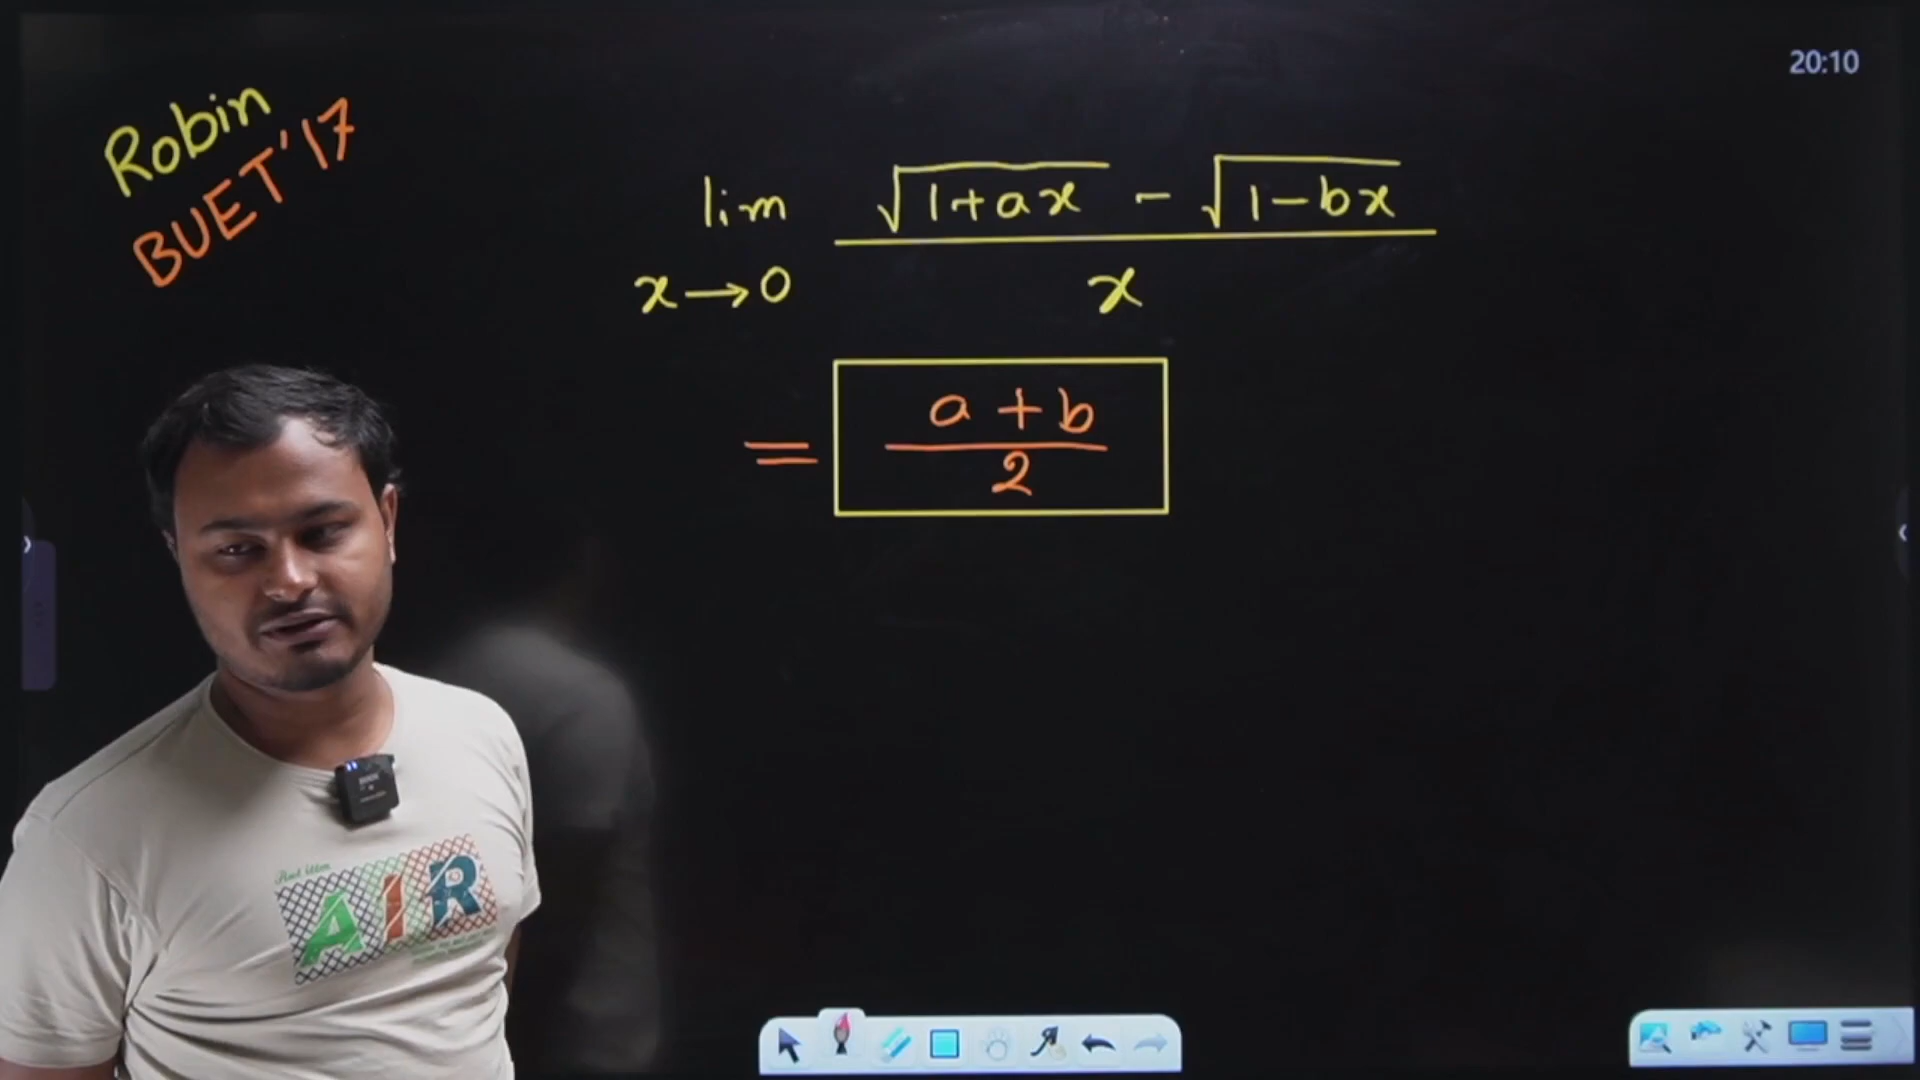 20:10
Robin
BUET'17
lim x→0 (√(1+ax) - √(1-bx)) / x
= (a + b) / 2
AIR